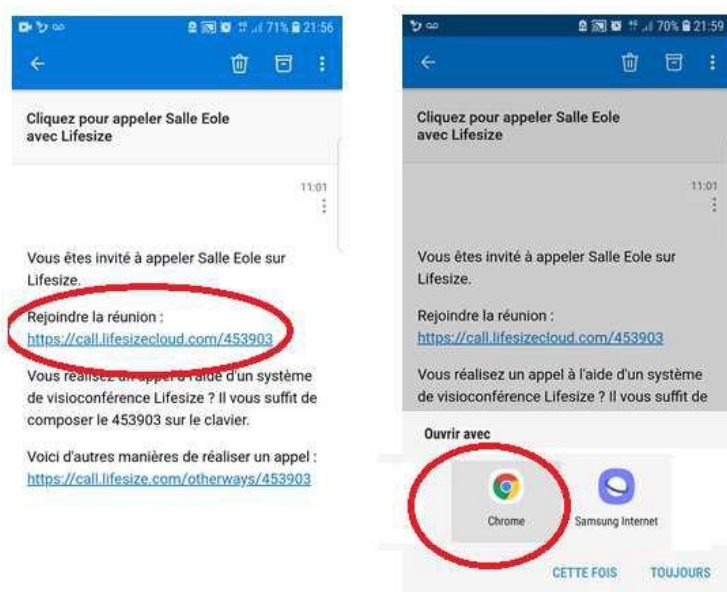 71% 21:56
Cliquez pour appeler Salle Eole
avec Lifesize
11:01
Vous êtes invité à appeler Salle Eole sur
Lifesize.
Rejoindre la réunion :
https://call.lifesizecloud.com/453903
Vous réalisez un appel à l'aide d'un système
de visioconférence Lifesize ? Il vous suffit de
composer le 453903 sur le clavier.
Voici d'autres manières de réaliser un appel :
https://call.lifesize.com/otherways/453903
70% 21:59
Cliquez pour appeler Salle Eole
avec Lifesize
11:01
Vous êtes invité à appeler Salle Eole sur
Lifesize.
Rejoindre la réunion :
https://call.lifesizecloud.com/453903
Vous réalisez un appel à l'aide d'un système
de visioconférence Lifesize ? Il vous suffit de
Ouvrir avec
Chrome
Samsung Internet
CETTE FOIS TOUJOURS